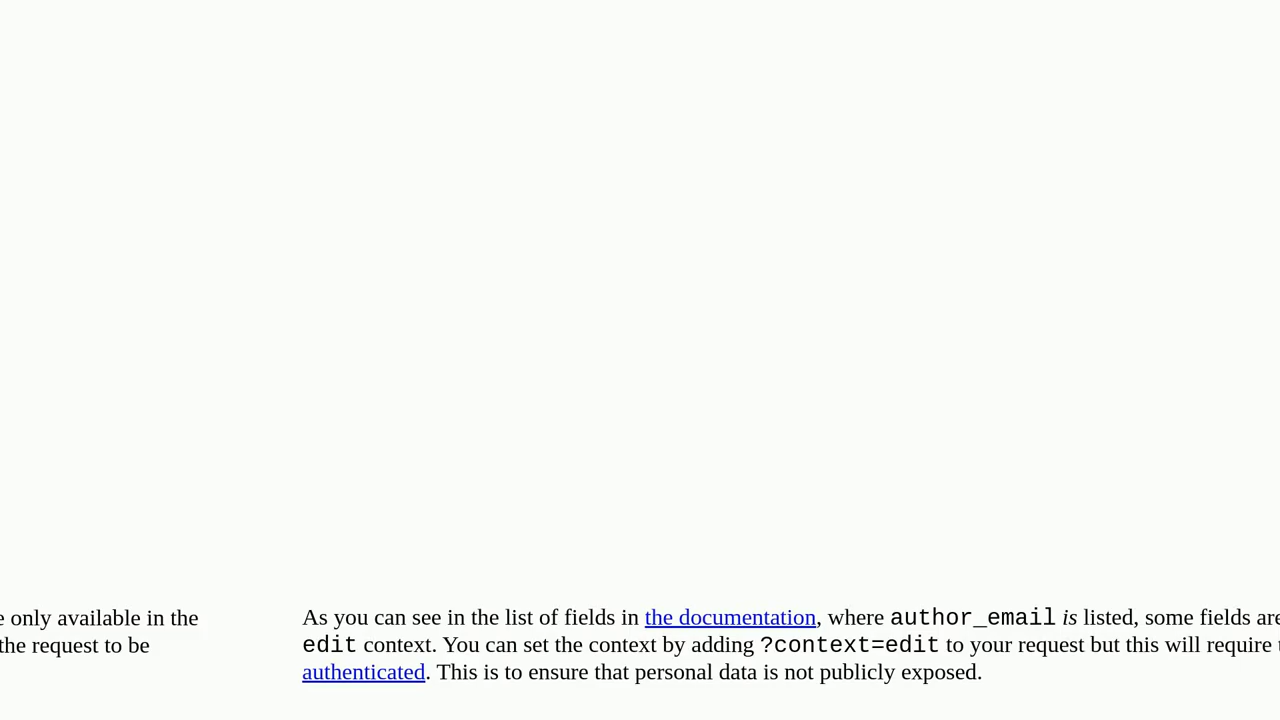 e only available in the
the request to be
As you can see in the list of fields in the documentation, where author_email is listed, some fields are
edit context. You can set the context by adding ?context=edit to your request but this will require
authenticated. This is to ensure that personal data is not publicly exposed.